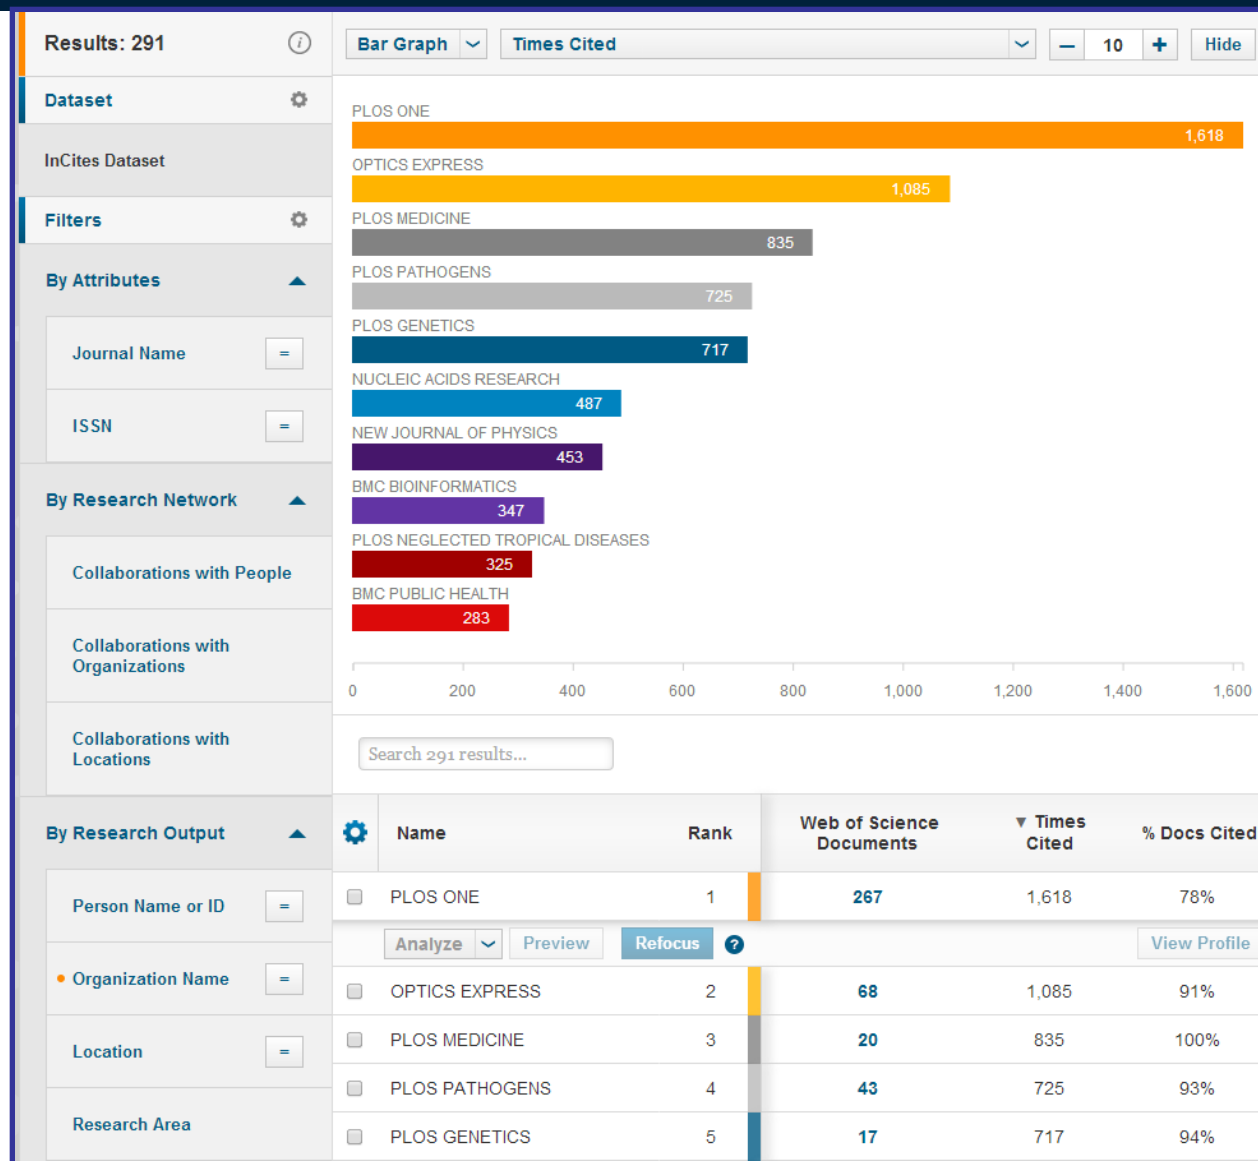 Results: 291
Dataset
InCites Dataset
Filters
By Attributes
Journal Name =
ISSN =
By Research Network
Collaborations with People
Collaborations with
Organizations
Collaborations with
Locations
By Research Output
Person Name or ID =
Organization Name =
Location =
Research Area
Bar Graph Times Cited − 10 + Hide
PLOS ONE
1,618
OPTICS EXPRESS
1,085
PLOS MEDICINE
835
PLOS PATHOGENS
725
PLOS GENETICS
717
NUCLEIC ACIDS RESEARCH
487
NEW JOURNAL OF PHYSICS
453
BMC BIOINFORMATICS
347
PLOS NEGLECTED TROPICAL DISEASES
325
BMC PUBLIC HEALTH
283
0 200 400 600 800 1,000 1,200 1,400 1,600
Search 291 results...
Name Rank Web of Science Documents ▼ Times Cited % Docs Cited
PLOS ONE 1 267 1,618 78%
Analyze Preview Refocus ? View Profile
OPTICS EXPRESS 2 68 1,085 91%
PLOS MEDICINE 3 20 835 100%
PLOS PATHOGENS 4 43 725 93%
PLOS GENETICS 5 17 717 94%